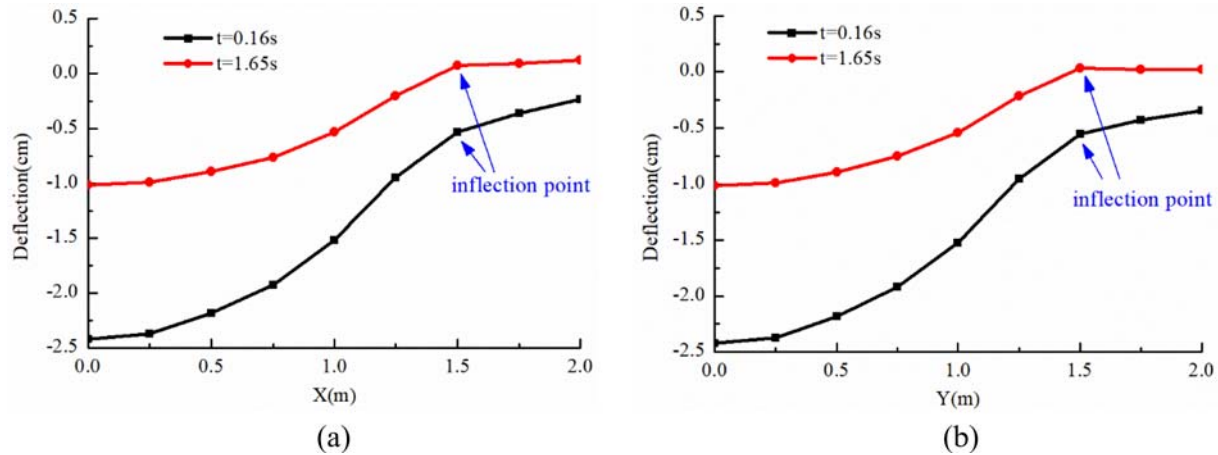 0.5
0.0
-0.5
-1.0
-1.5
-2.0
-2.5
Deflection(cm)
t=0.16s
t=1.65s
inflection point
0.0 0.5 1.0 1.5 2.0
X(m)
(a)
0.5
0.0
-0.5
-1.0
-1.5
-2.0
-2.5
Deflection(cm)
t=0.16s
t=1.65s
inflection point
0.0 0.5 1.0 1.5 2.0
Y(m)
(b)